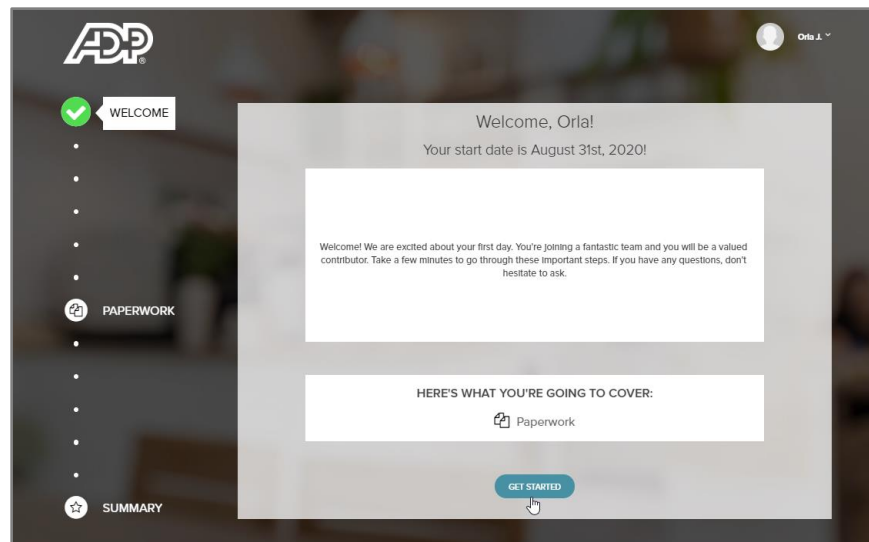 ADP®
Orla J.
WELCOME
Welcome, Orla!
Your start date is August 31st, 2020!
Welcome! We are excited about your first day. You're joining a fantastic team and you will be a valued
contributor. Take a few minutes to go through these important steps. If you have any questions, don't
hesitate to ask.
PAPERWORK
HERE'S WHAT YOU'RE GOING TO COVER:
Paperwork
GET STARTED
SUMMARY